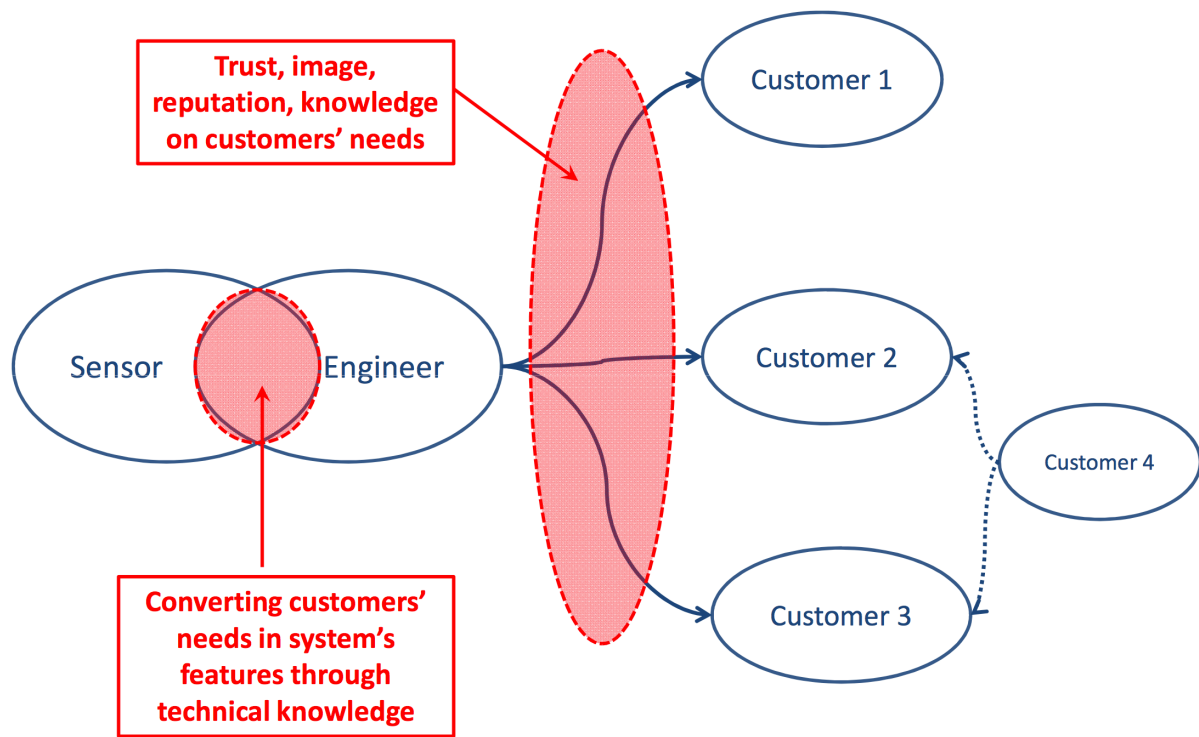 Trust, image,
reputation, knowledge
on customers’ needs
Customer 1
Sensor
Engineer
Customer 2
Customer 4
Customer 3
Converting customers’
needs in system’s
features through
technical knowledge